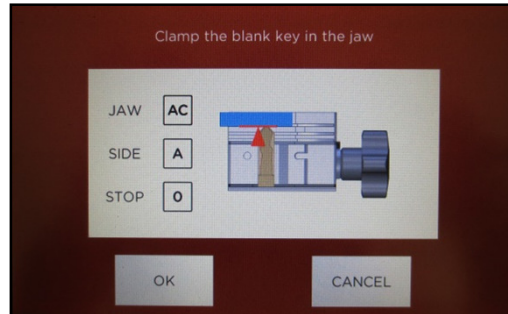 Clamp the blank key in the jaw
JAW AC
SIDE A
STOP 0
OK CANCEL